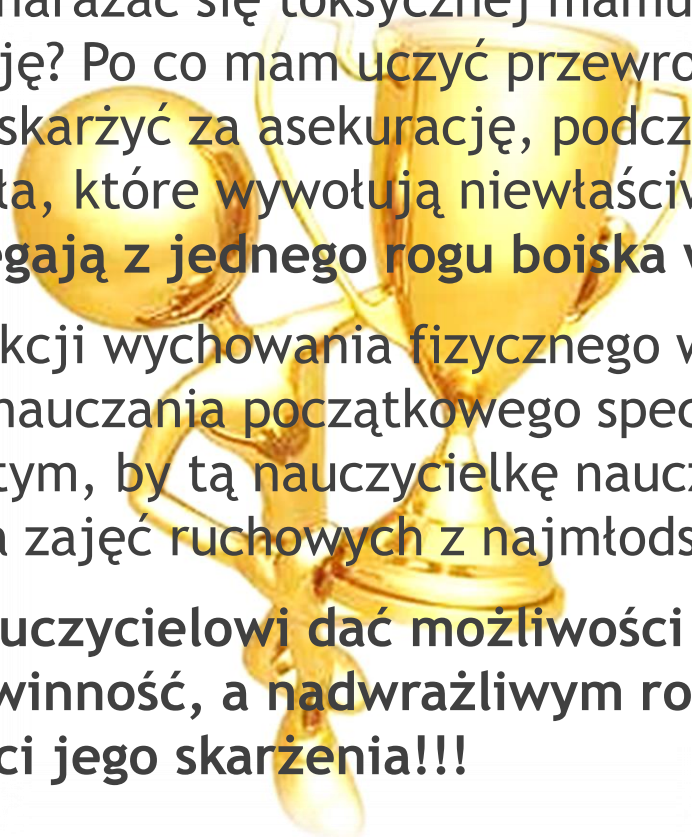 narażać się toksycznej mamu
ję? Po co mam uczyć przewro
skarżyć za asekurację, podcz
ła, które wywołują niewłaściw
egają z jednego rogu boiska w
kcji wychowania fizycznego w
nauczania początkowego spec
tym, by tą nauczycielkę naucz
a zajęć ruchowych z najmłods
uczycielowi dać możliwości
winność, a nadwrażliwym ro
ci jego skarżenia!!!